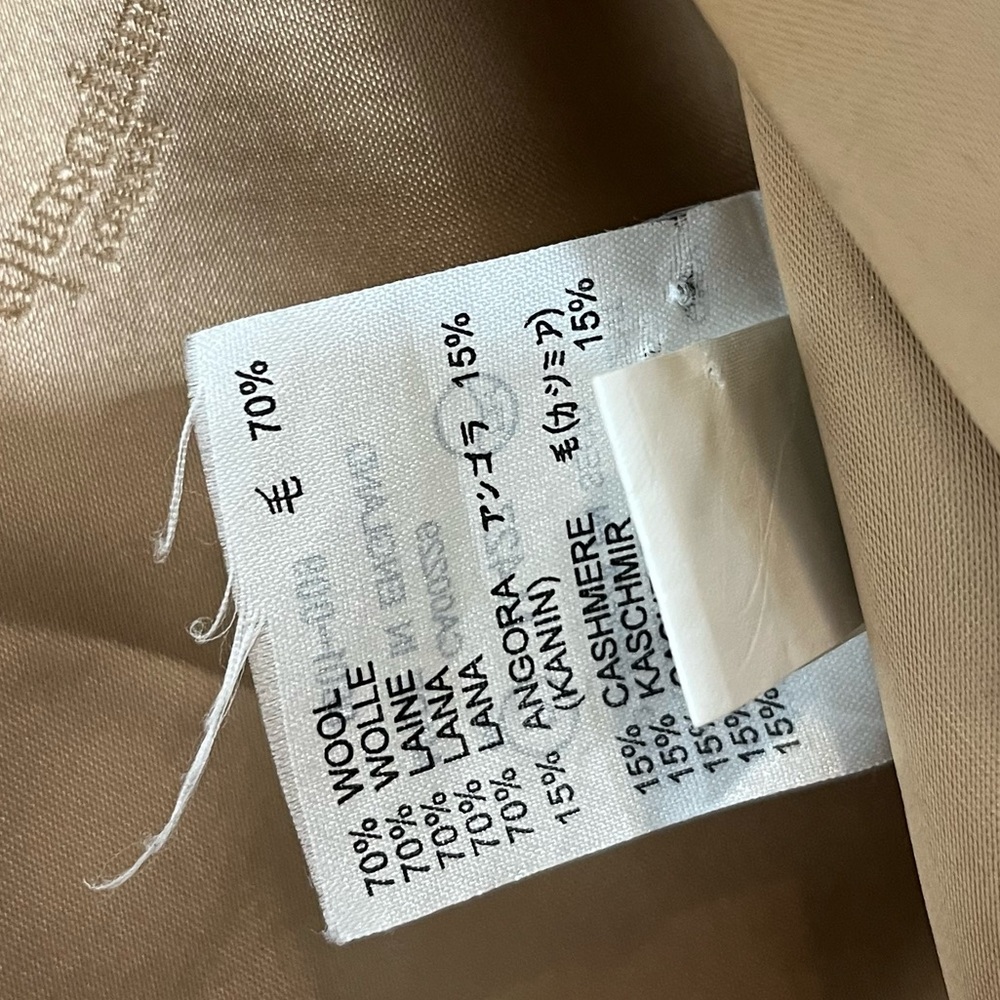 70% WOOL 毛 70%
70% WOLLE
70% LAINE
70% LANA
70% LANA
15% ANGORA アンゴラ 15%
(KANIN)
15% CASHMERE 毛(カシミア) 15%
15% KASCHMIR
15%
15%
15%